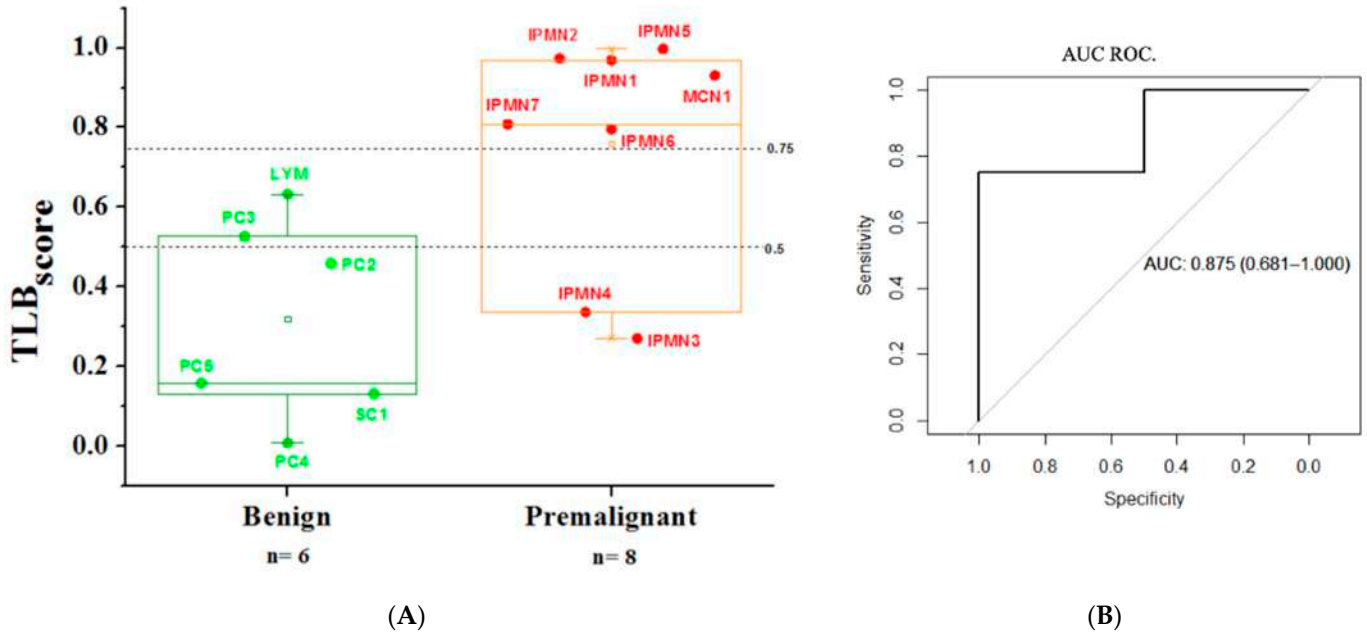 TLBscore
1.0
0.8
0.6
0.4
0.2
0.0
IPMN2
IPMN5
IPMN1
MCN1
IPMN7
IPMN6
0.75
LYM
PC3
0.5
PC2
IPMN4
IPMN3
PC5
SC1
PC4
Benign
Premalignant
n= 6
n= 8
(A)
AUC ROC.
Sensitivity
1.0
0.8
0.6
0.4
0.2
0.0
AUC: 0.875 (0.681–1.000)
1.0 0.8 0.6 0.4 0.2 0.0
Specificity
(B)